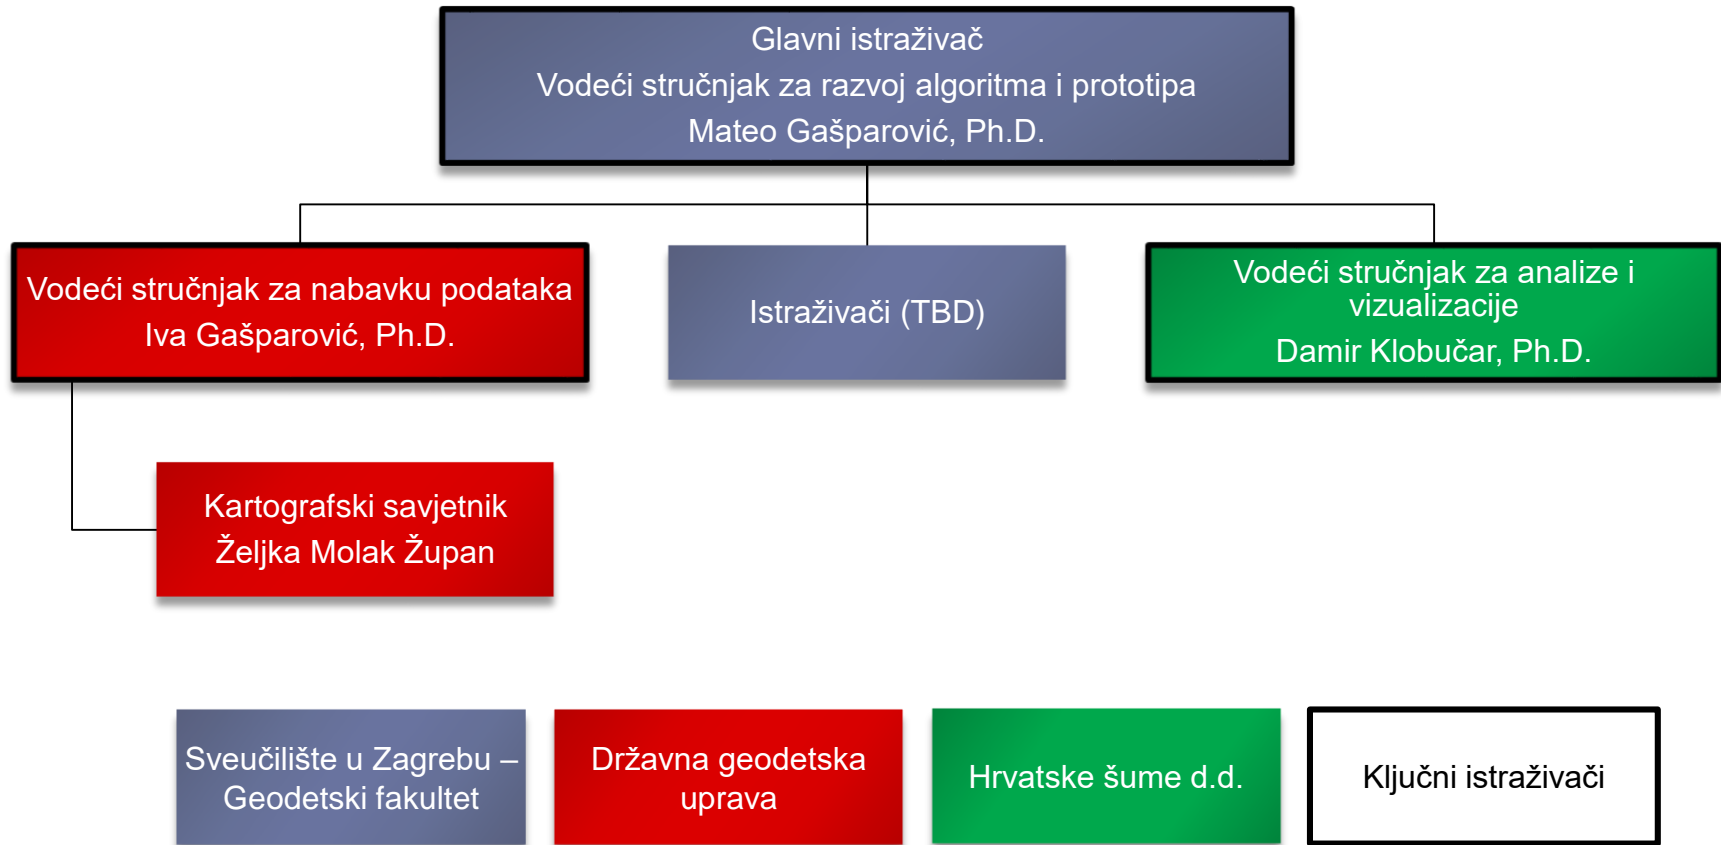 Glavni istraživač
Vodeći stručnjak za razvoj algoritma i prototipa
Mateo Gašparović, Ph.D.
Vodeći stručnjak za nabavku podataka
Iva Gašparović, Ph.D.
Istraživači (TBD)
Vodeći stručnjak za analize i
vizualizacije
Damir Klobučar, Ph.D.
Kartografski savjetnik
Željka Molak Župan
Sveučilište u Zagrebu –
Geodetski fakultet
Državna geodetska
uprava
Hrvatske šume d.d.
Ključni istraživači